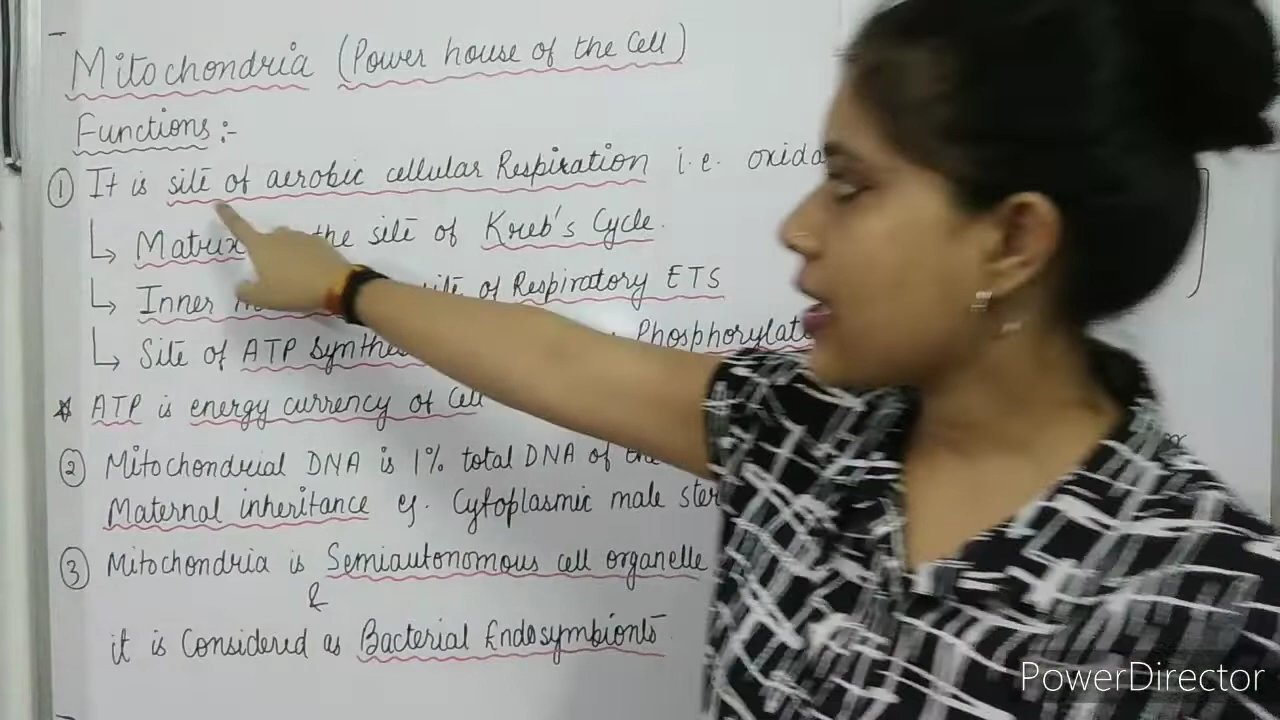 Mitochondria (Power house of the Cell)
Functions :-
① It is site of aerobic cellular Respiration i.e. oxida
↳ Matrix the site of Kreb's Cycle.
↳ Inner site of Respiratory ETS
↳ Site of ATP Synthe Phosphorylat
* ATP is energy currency of Cell
② Mitochondrial DNA is 1% total DNA of the
Maternal inheritance eg. Cytoplasmic male ster
③ Mitochondria is Semiautonomous cell organelle
&
it is Considered as Bacterial Endosymbionts.
PowerDirector